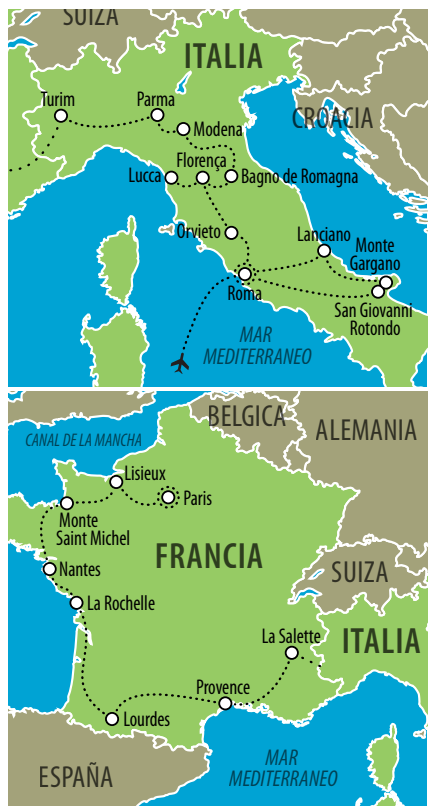 SUIZA
ITALIA
Turim
Parma
CROACIA
Modena
Florença
Lucca
Bagno de Romagna
Orvieto
Lanciano
Monte
Gargano
Roma
San Giovanni
Rotondo
MAR
MEDITERRANEO
BELGICA
ALEMANIA
CANAL DE LA MANCHA
Lisieux
Paris
Monte
Saint Michel
FRANCIA
Nantes
SUIZA
La Rochelle
La Salette
ITALIA
Provence
Lourdes
MAR
MEDITERRANEO
ESPAÑA